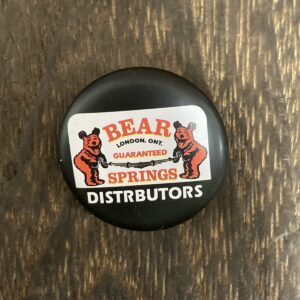 BEAR
LONDON. ONT.
GUARANTEED
SPRINGS
DISTRBUTORS